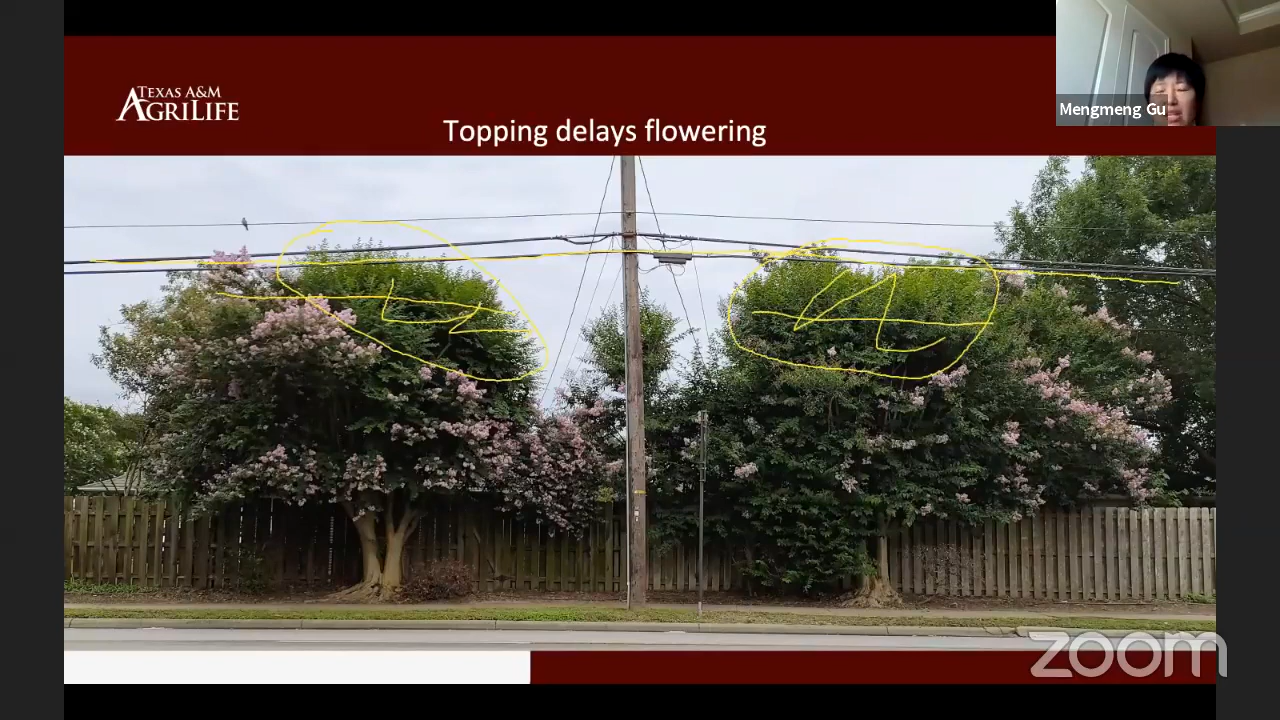 TEXAS A&M
AGRILIFE
Topping delays flowering
Mengmeng Gu
zoom